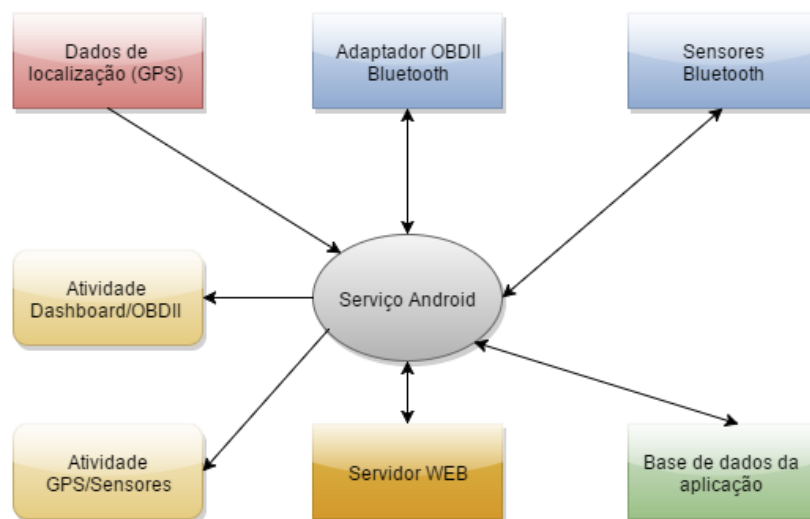 Dados de
localização (GPS)
Adaptador OBDII
Bluetooth
Sensores
Bluetooth
Atividade
Dashboard/OBDII
Serviço Android
Atividade
GPS/Sensores
Servidor WEB
Base de dados da
aplicação